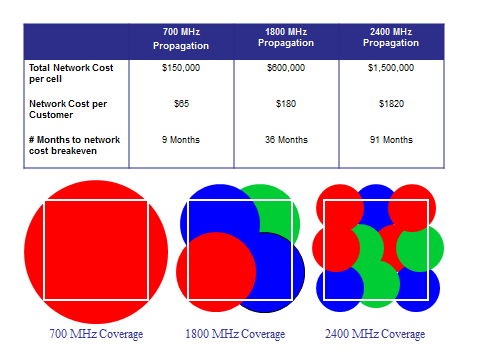 700 MHz Propagation
1800 MHz Propagation
2400 MHz Propagation
Total Network Cost per cell
$150,000
$600,000
$1,500,000
Network Cost per Customer
$65
$180
$1820
# Months to network cost breakeven
9 Months
36 Months
91 Months
700 MHz Coverage
1800 MHz Coverage
2400 MHz Coverage